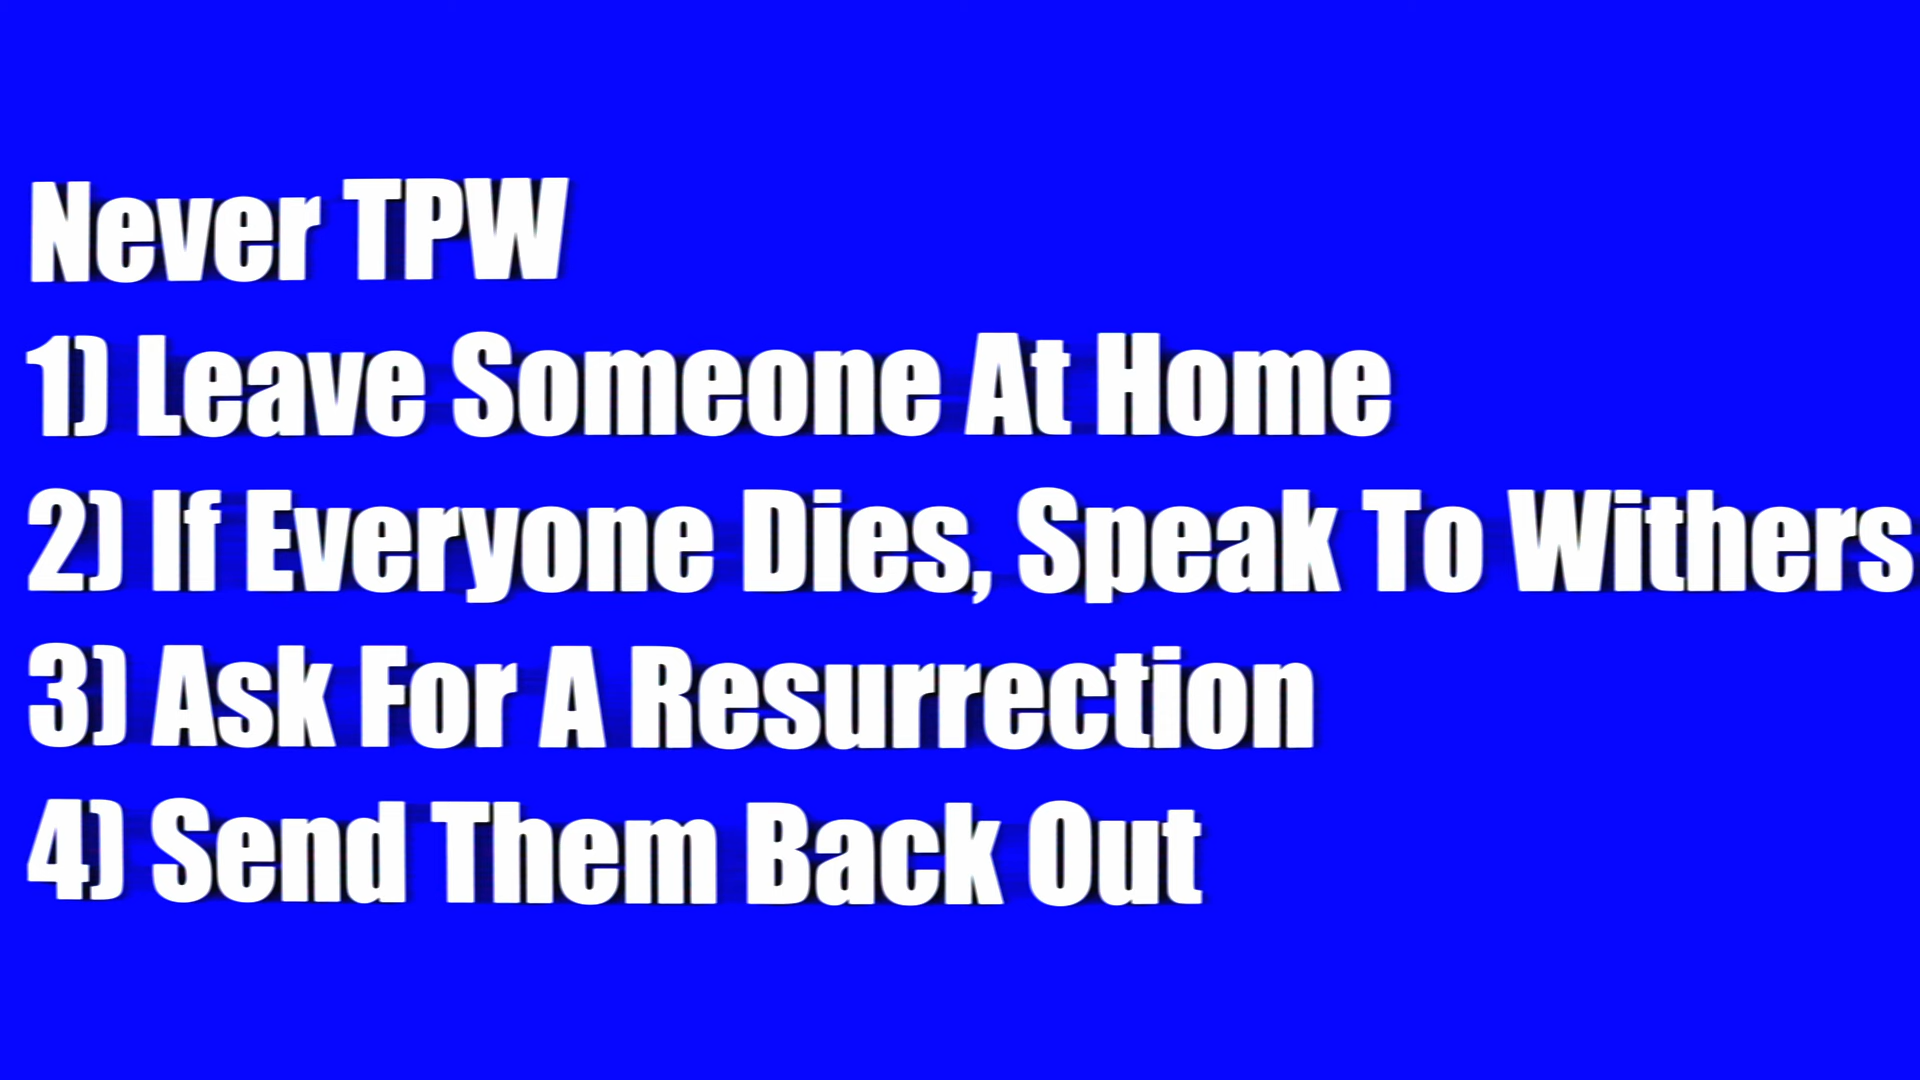 Never TPW
1) Leave Someone At Home
2) If Everyone Dies, Speak To Withers
3) Ask For A Resurrection
4) Send Them Back Out